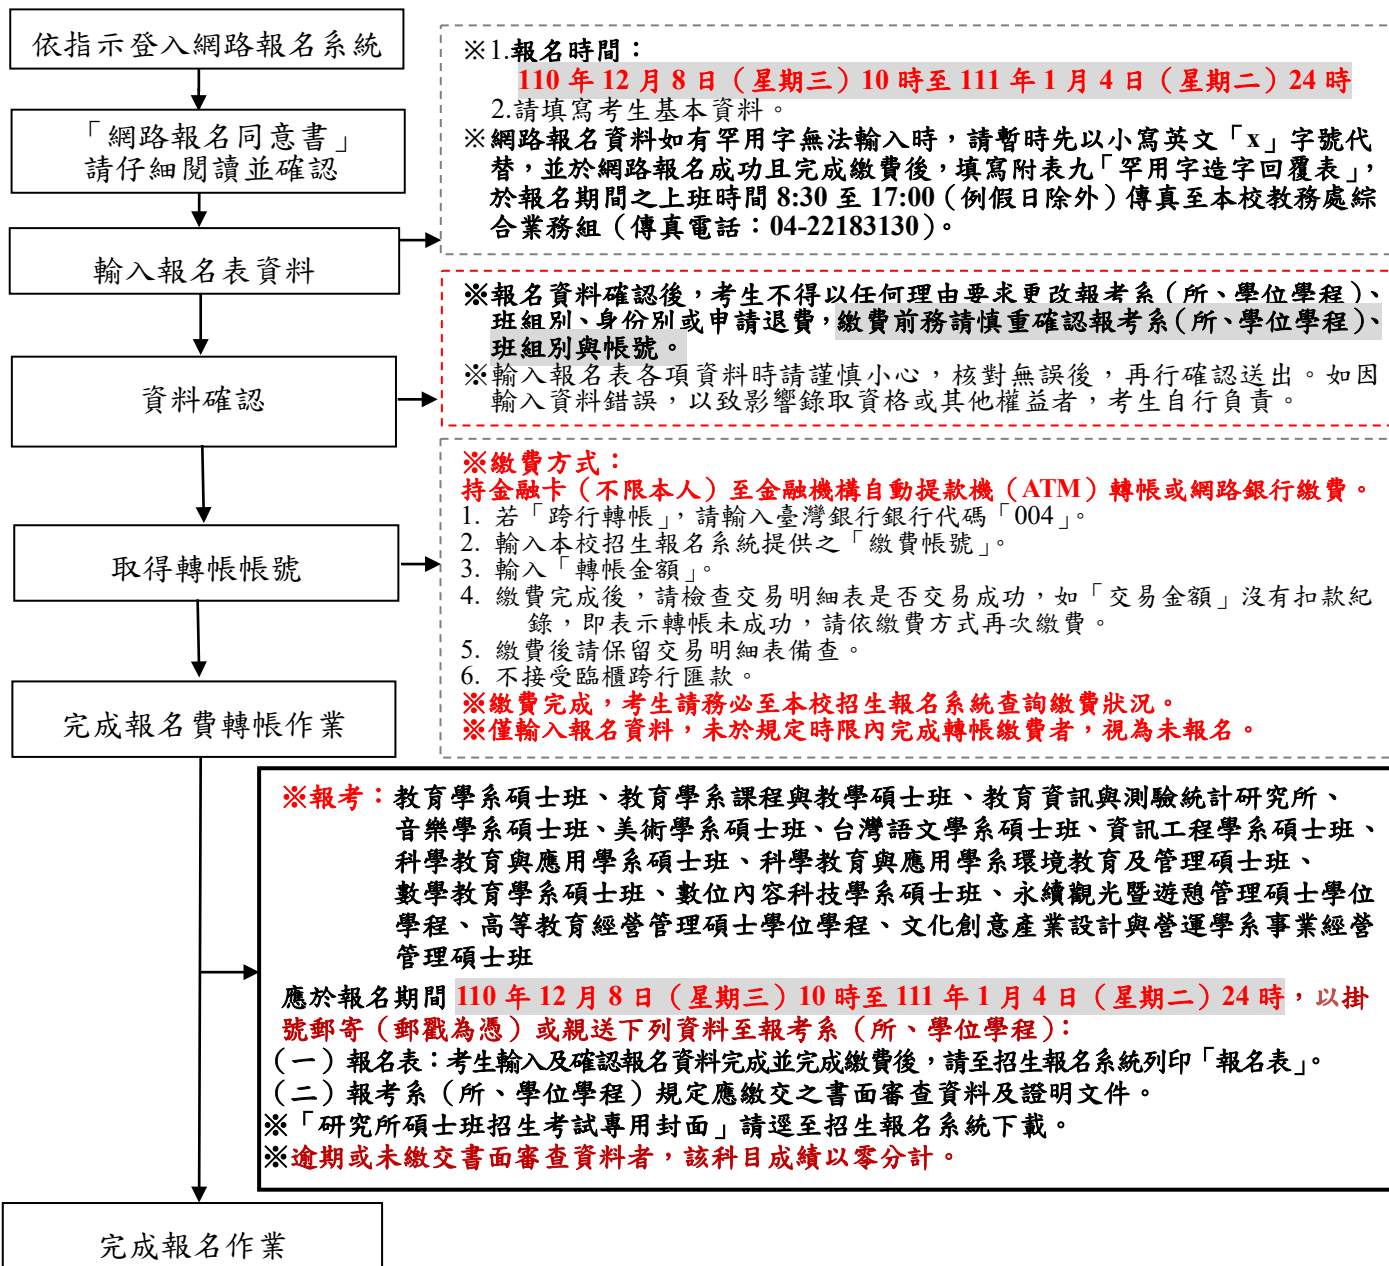 依指示登入網路報名系統
「網路報名同意書」
請仔細閱讀並確認
輸入報名表資料
資料確認
取得轉帳帳號
完成報名費轉帳作業
完成報名作業
※1.報名時間：
110 年 12 月 8 日（星期三）10 時至 111 年 1 月 4 日（星期二）24 時
2.請填寫考生基本資料。
※網路報名資料如有罕用字無法輸入時，請暫時先以小寫英文「x」字號代
替，並於網路報名成功且完成繳費後，填寫附表九「罕用字造字回覆表」，
於報名期間之上班時間 8:30 至 17:00（例假日除外）傳真至本校教務處綜
合業務組（傳真電話：04-22183130）。
※報名資料確認後，考生不得以任何理由要求更改報考系（所、學位學程）、
班組別、身份別或申請退費，繳費前務請慎重確認報考系（所、學位學程）、
班組別與帳號。
※輸入報名表各項資料時請謹慎小心，核對無誤後，再行確認送出。如因
輸入資料錯誤，以致影響錄取資格或其他權益者，考生自行負責。
※繳費方式：
持金融卡（不限本人）至金融機構自動提款機（ATM）轉帳或網路銀行繳費。
1. 若「跨行轉帳」，請輸入臺灣銀行銀行代碼「004」。
2. 輸入本校招生報名系統提供之「繳費帳號」。
3. 輸入「轉帳金額」。
4. 繳費完成後，請檢查交易明細表是否交易成功，如「交易金額」沒有扣款紀
錄，即表示轉帳未成功，請依繳費方式再次繳費。
5. 繳費後請保留交易明細表備查。
6. 不接受臨櫃跨行匯款。
※繳費完成，考生請務必至本校招生報名系統查詢繳費狀況。
※僅輸入報名資料，未於規定時限內完成轉帳繳費者，視為未報名。
※報考：教育學系碩士班、教育學系課程與教學碩士班、教育資訊與測驗統計研究所、
音樂學系碩士班、美術學系碩士班、台灣語文學系碩士班、資訊工程學系碩士班、
科學教育與應用學系碩士班、科學教育與應用學系環境教育及管理碩士班、
數學教育學系碩士班、數位內容科技學系碩士班、永續觀光暨遊憩管理碩士學位
學程、高等教育經營管理碩士學位學程、文化創意產業設計與營運學系事業經營
管理碩士班
應於報名期間 110 年 12 月 8 日（星期三）10 時至 111 年 1 月 4 日（星期二）24 時，以掛
號郵寄（郵戳為憑）或親送下列資料至報考系（所、學位學程）：
（一）報名表：考生輸入及確認報名資料完成並完成繳費後，請至招生報名系統列印「報名表」。
（二）報考系（所、學位學程）規定應繳交之書面審查資料及證明文件。
※「研究所碩士班招生考試專用封面」請逕至招生報名系統下載。
※逾期或未繳交書面審查資料者，該科目成績以零分計。